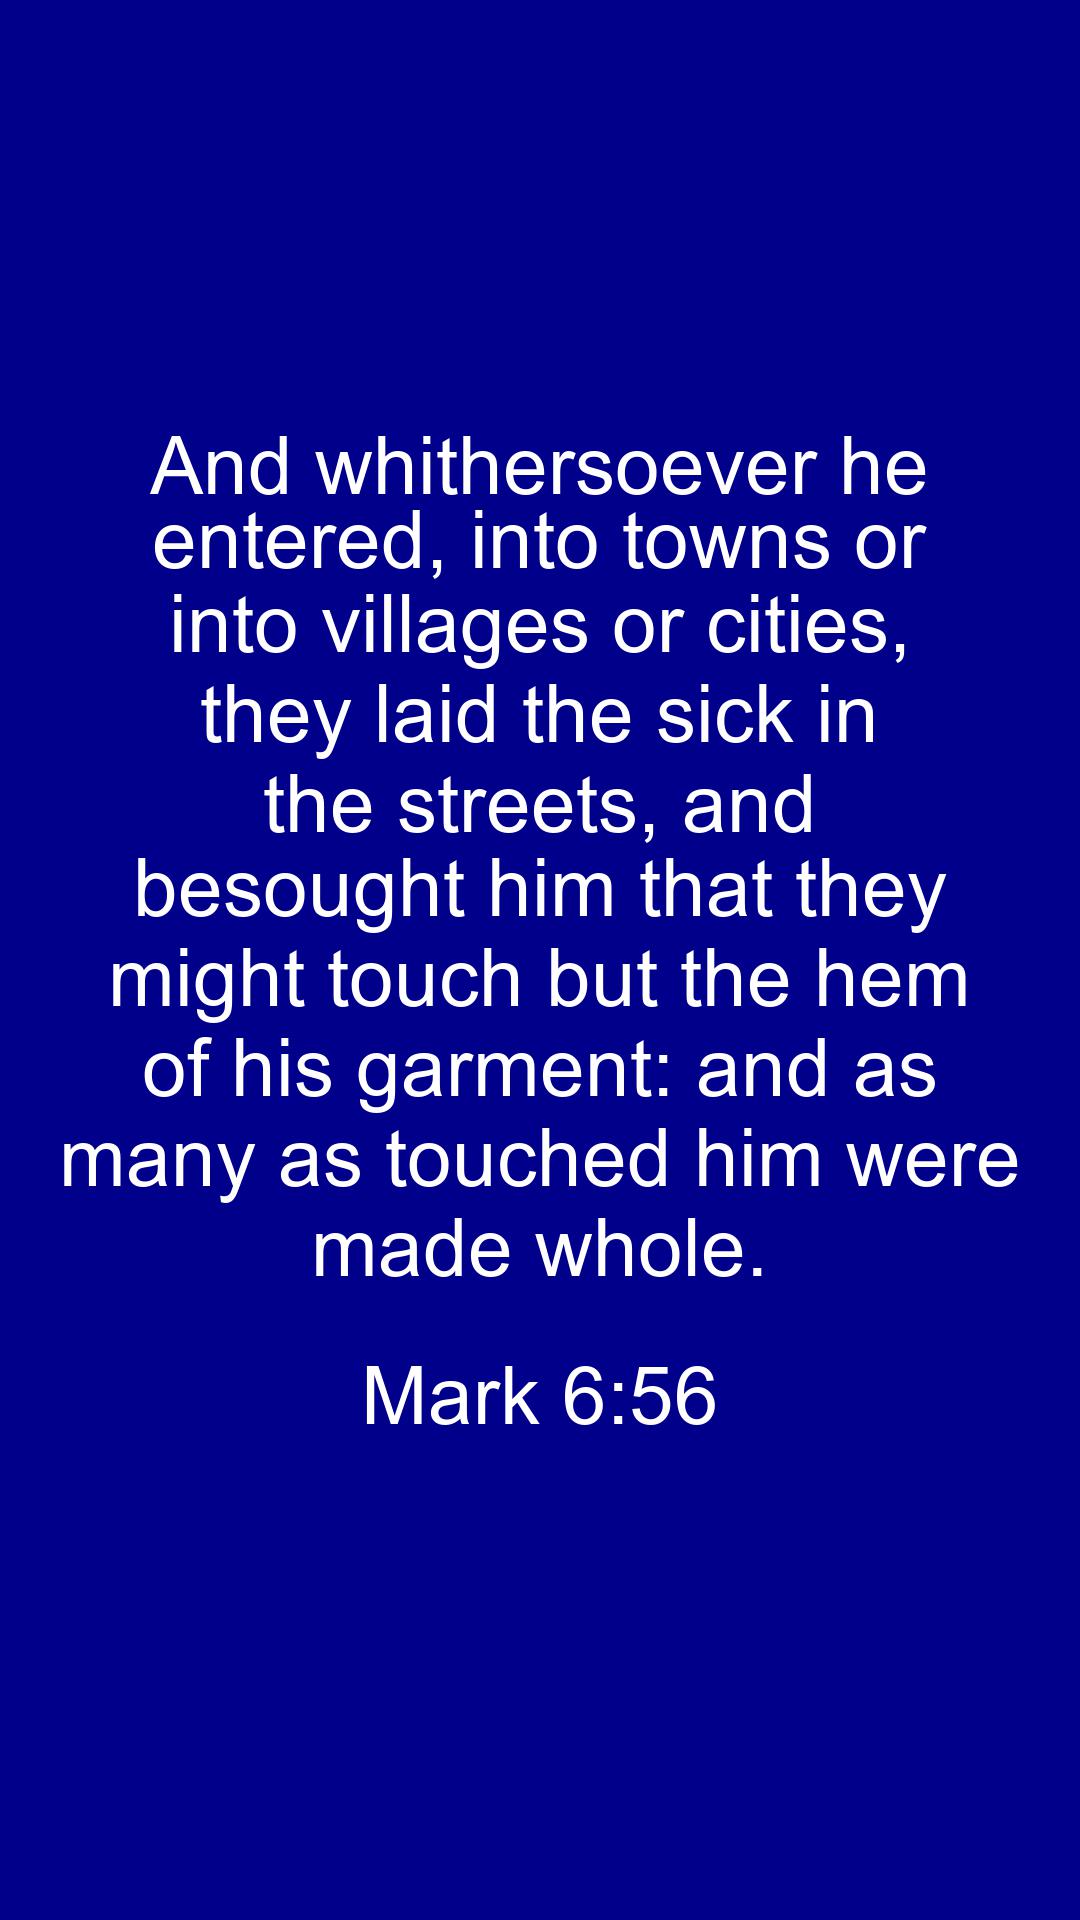 And whithersoever he
entered, into towns or
into villages or cities,
they laid the sick in
the streets, and
besought him that they
might touch but the hem
of his garment: and as
many as touched him were
made whole.
Mark 6:56